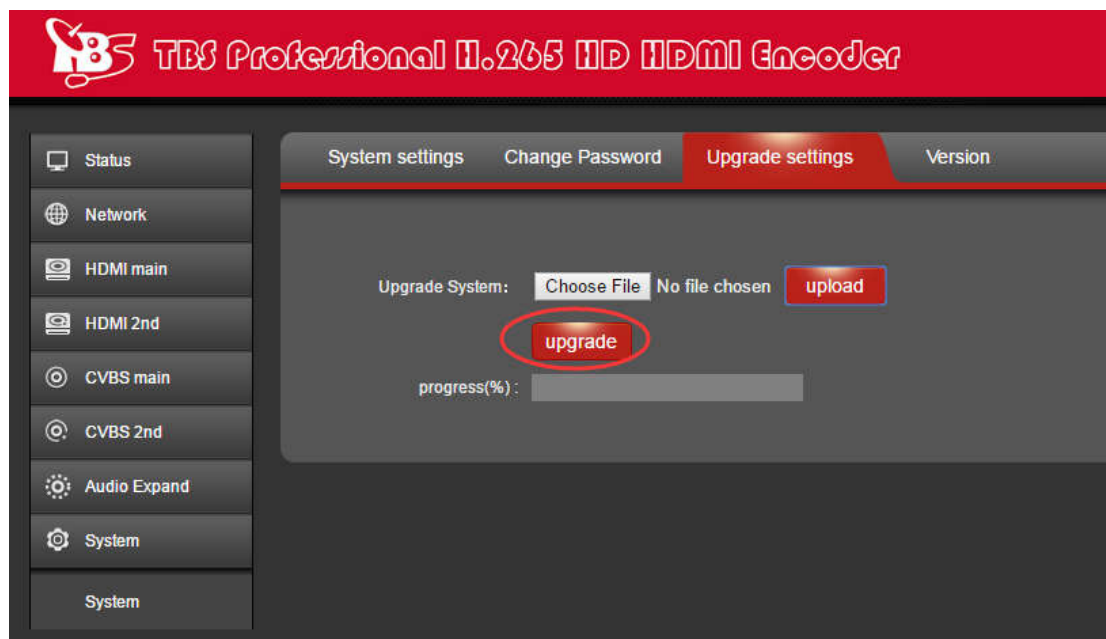 TBS TBS Professional H.265 HD HDMI Encoder
System settings Change Password Upgrade settings Version
Status
Network
HDMI main
HDMI 2nd
CVBS main
CVBS 2nd
Audio Expand
System
System
Upgrade System: Choose File No file chosen upload
upgrade
progress(%) :